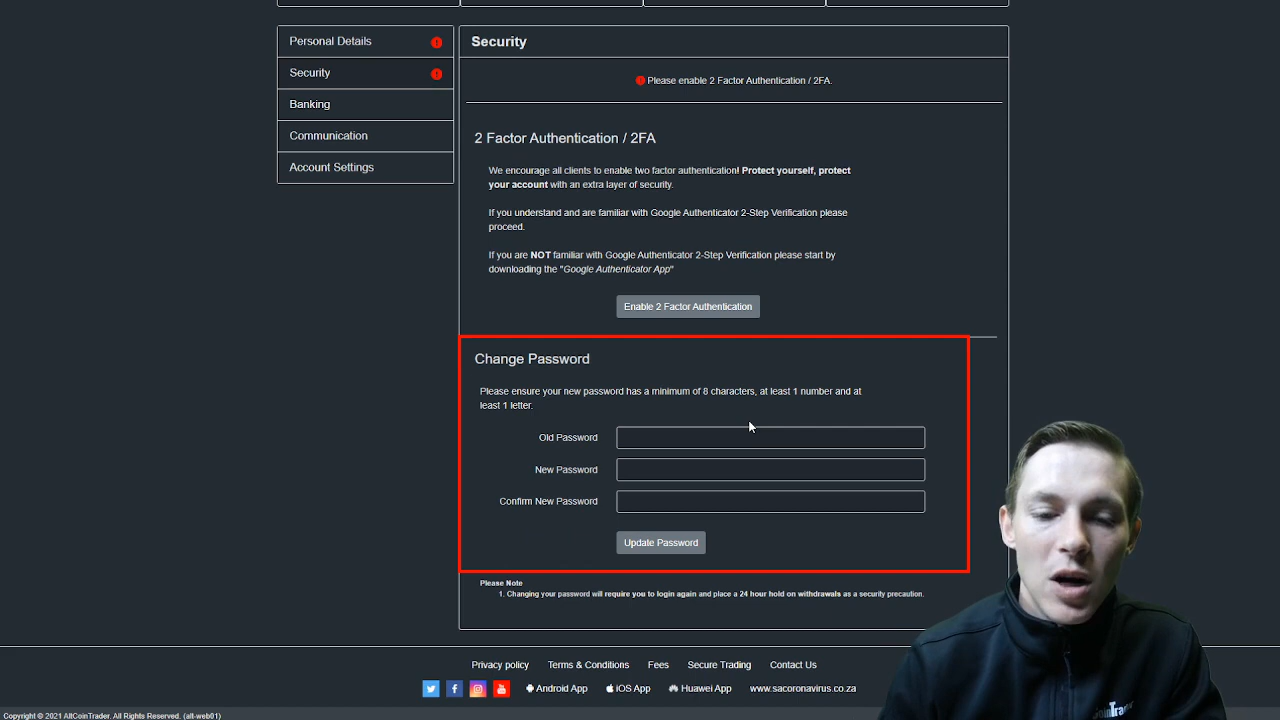 Personal Details
Security
Banking
Communication
Account Settings
Security
Please enable 2 Factor Authentication / 2FA.
2 Factor Authentication / 2FA
We encourage all clients to enable two factor authentication! Protect yourself, protect
your account with an extra layer of security.
If you understand and are familiar with Google Authenticator 2-Step Verification please
proceed.
If you are NOT familiar with Google Authenticator 2-Step Verification please start by
downloading the "Google Authenticator App"
Enable 2 Factor Authentication
Change Password
Please ensure your new password has a minimum of 8 characters, at least 1 number and at
least 1 letter.
Old Password
New Password
Confirm New Password
Update Password
Please Note
1. Changing your password will require you to login again and place a 24 hour hold on withdrawals as a security precaution.
Privacy policy Terms & Conditions Fees Secure Trading Contact Us
Android App iOS App Huawei App www.sacoronavirus.co.za
Copyright © 2021 AltCoinTrader. All Rights Reserved. (alt-web01)